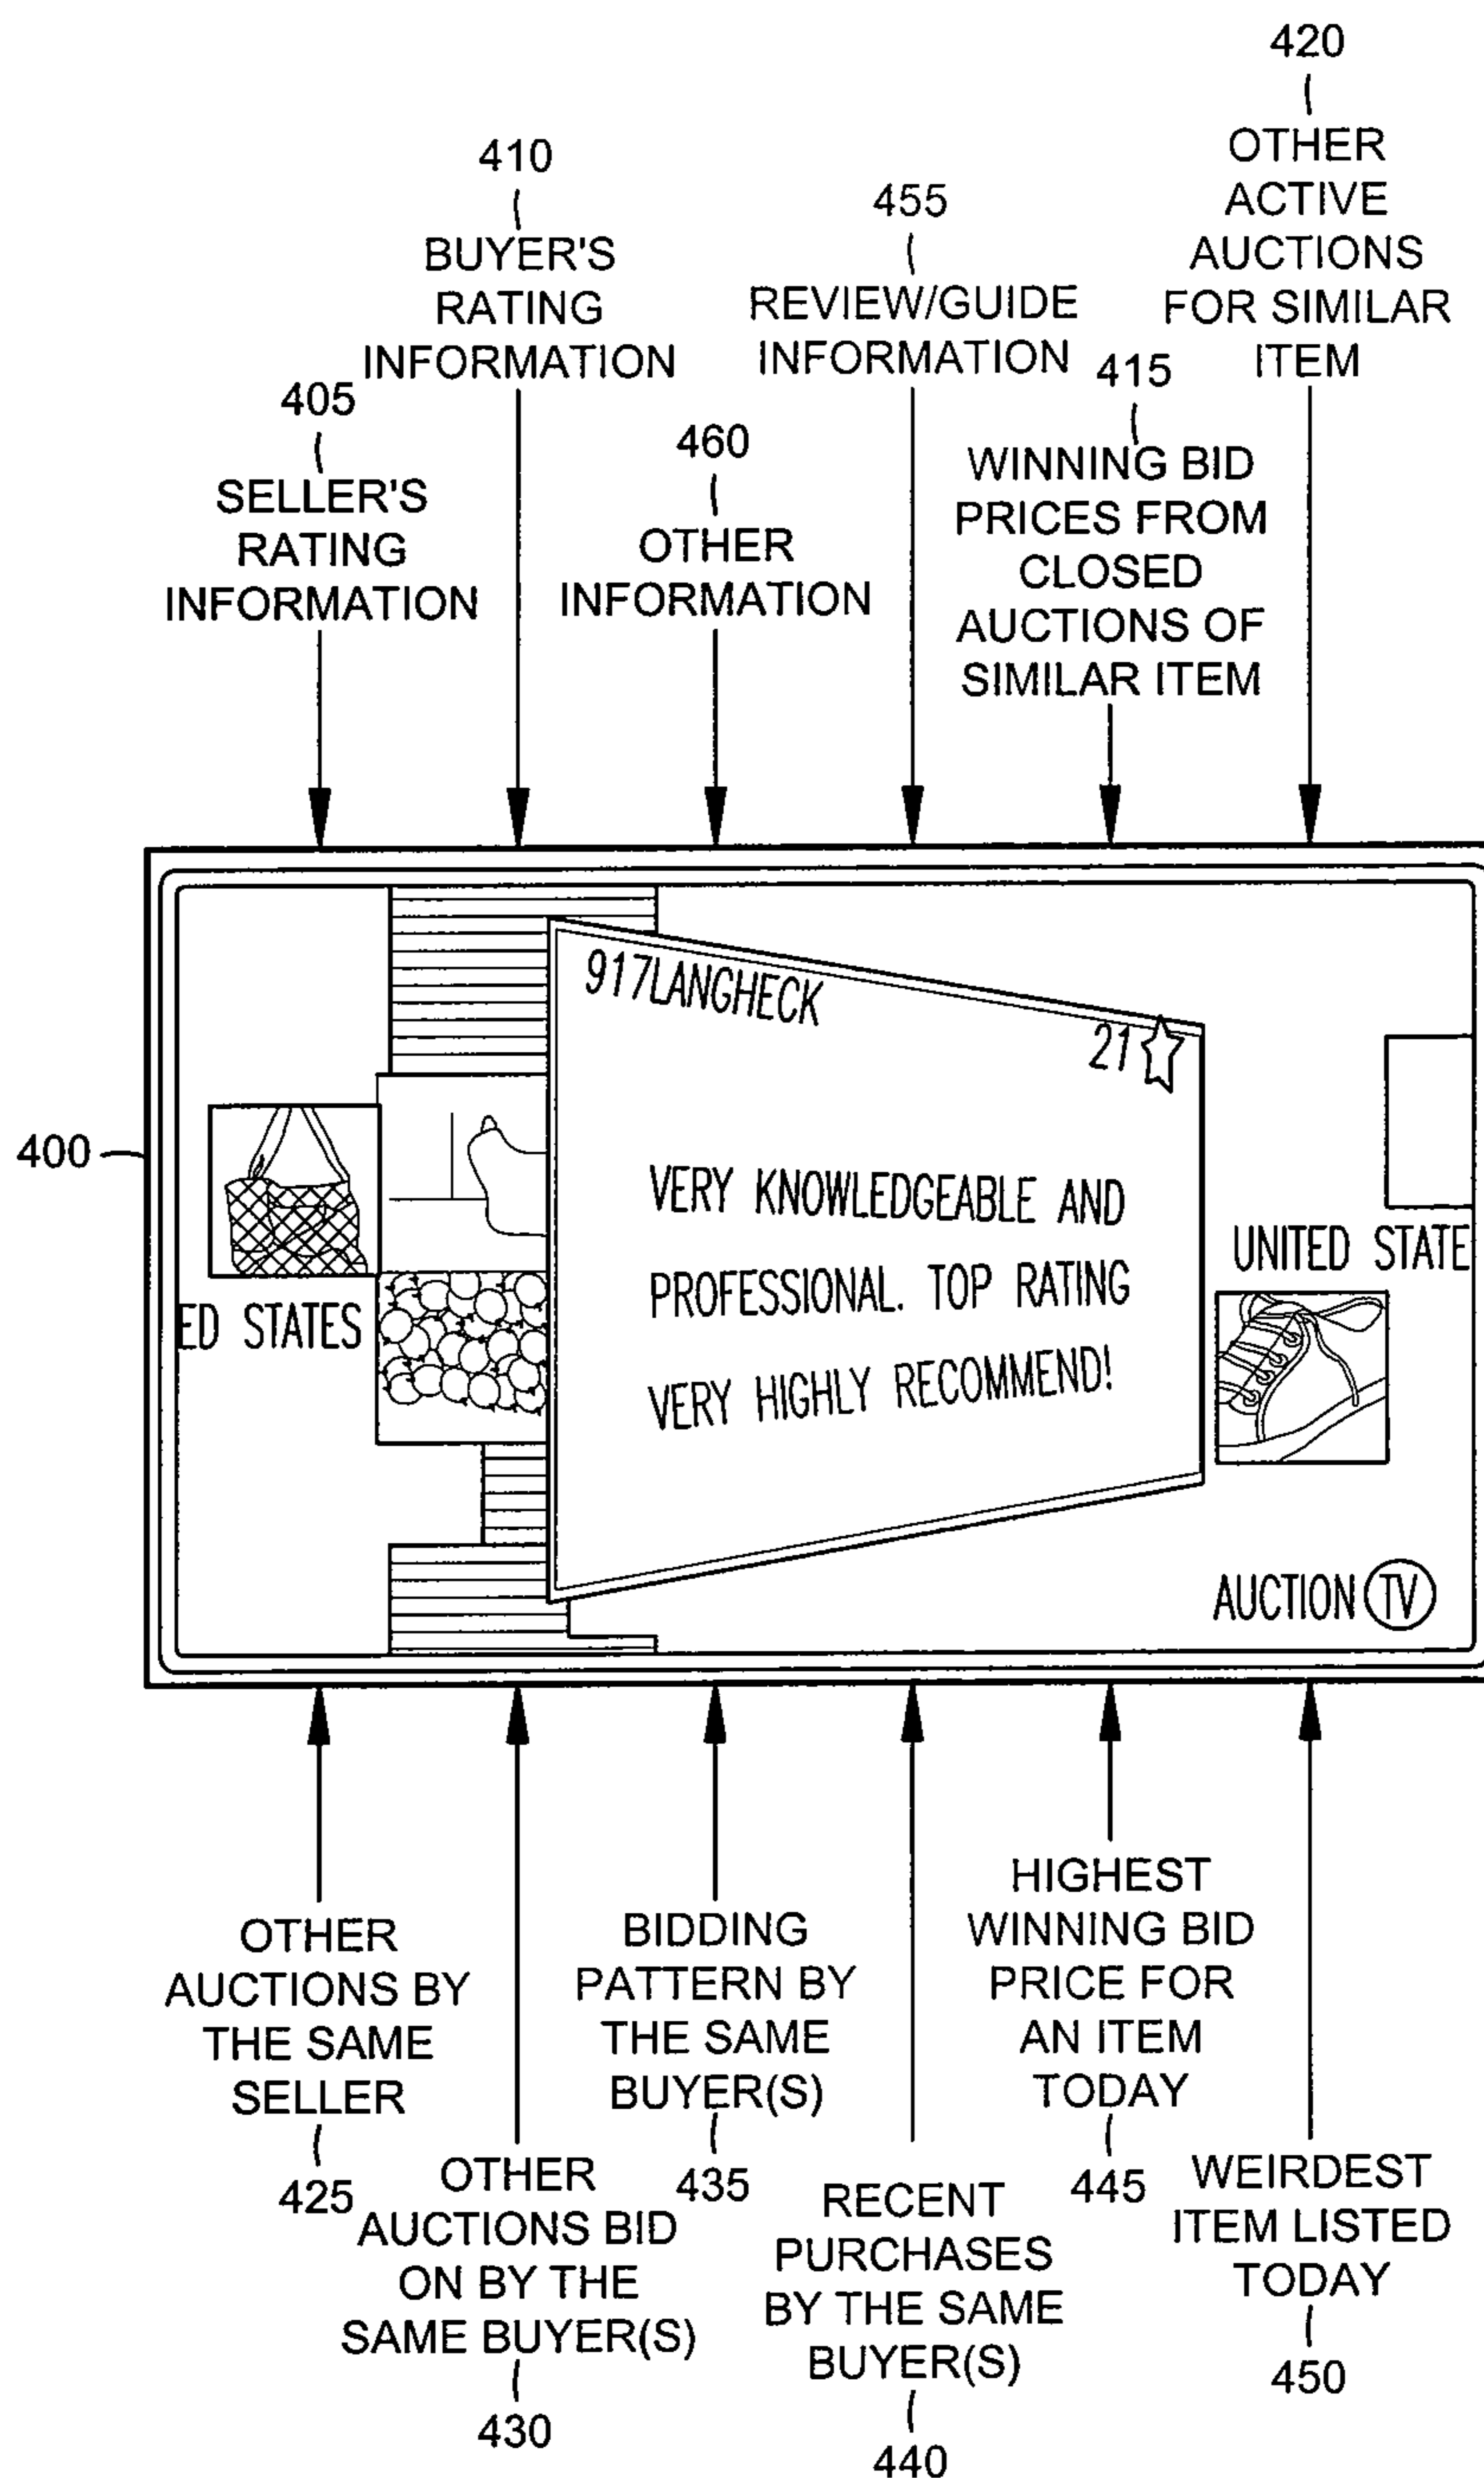 420
OTHER
ACTIVE
AUCTIONS
FOR SIMILAR
ITEM
410
BUYER'S
RATING
INFORMATION
455
REVIEW/GUIDE
INFORMATION
415
WINNING BID
PRICES FROM
CLOSED
AUCTIONS OF
SIMILAR ITEM
405
SELLER'S
RATING
INFORMATION
460
OTHER
INFORMATION
400
917LANGHECK
21
VERY KNOWLEDGEABLE AND
PROFESSIONAL. TOP RATING
VERY HIGHLY RECOMMEND!
ED STATES
UNITED STATE
AUCTION TV
OTHER
AUCTIONS BY
THE SAME
SELLER
425
OTHER
AUCTIONS BID
ON BY THE
SAME BUYER(S)
430
BIDDING
PATTERN BY
THE SAME
BUYER(S)
435
RECENT
PURCHASES
BY THE SAME
BUYER(S)
440
HIGHEST
WINNING BID
PRICE FOR
AN ITEM
TODAY
445
WEIRDEST
ITEM LISTED
TODAY
450